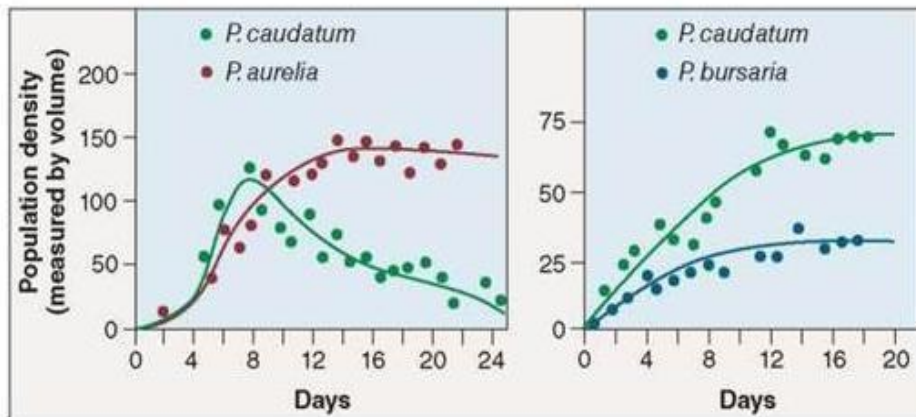 Population density
(measured by volume)
P. caudatum
P. aurelia
200
150
100
50
0
0 4 8 12 16 20 24
Days
P. caudatum
P. bursaria
75
50
25
0
0 4 8 12 16 20
Days